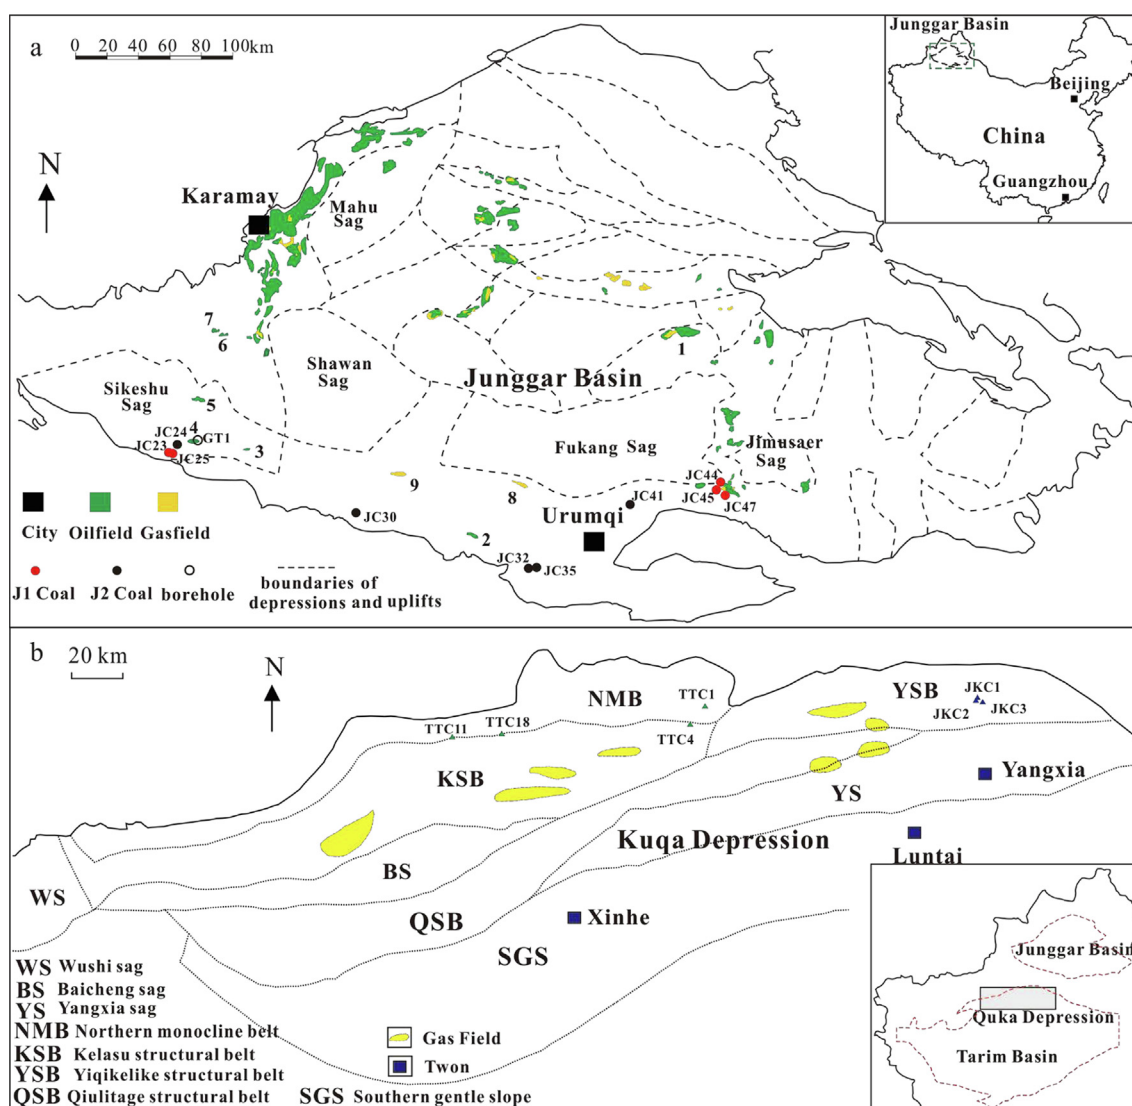 a
0 20 40 60 80 100km
N
Karamay
Mahu
Sag
Junggar Basin
Beijing
China
Guangzhou
7
6
1
Shawan
Sag
Junggar Basin
Sikeshu
Sag
5
JC24
4
GT1
JC23
JC25
3
Fukang Sag
Jimusaer
Sag
JC44
JC45
JC47
9
8
JC41
JC30
Urumqi
2
JC32
JC35
City
Oilfield
Gasfield
J1 Coal
J2 Coal
borehole
boundaries of
depressions and uplifts
b
20 km
N
NMB
TTC1
TTC18
TTC11
TTC4
YSB
JKC1
JKC2
JKC3
KSB
Yangxia
YS
Kuqa Depression
Luntai
BS
WS
QSB
Xinhe
SGS
WS Wushi sag
BS Baicheng sag
YS Yangxia sag
NMB Northern monocline belt
KSB Kelasu structural belt
YSB Yiqikelike structural belt
QSB Qiulitage structural belt
SGS Southern gentle slope
Gas Field
Twon
Junggar Basin
Quka Depression
Tarim Basin